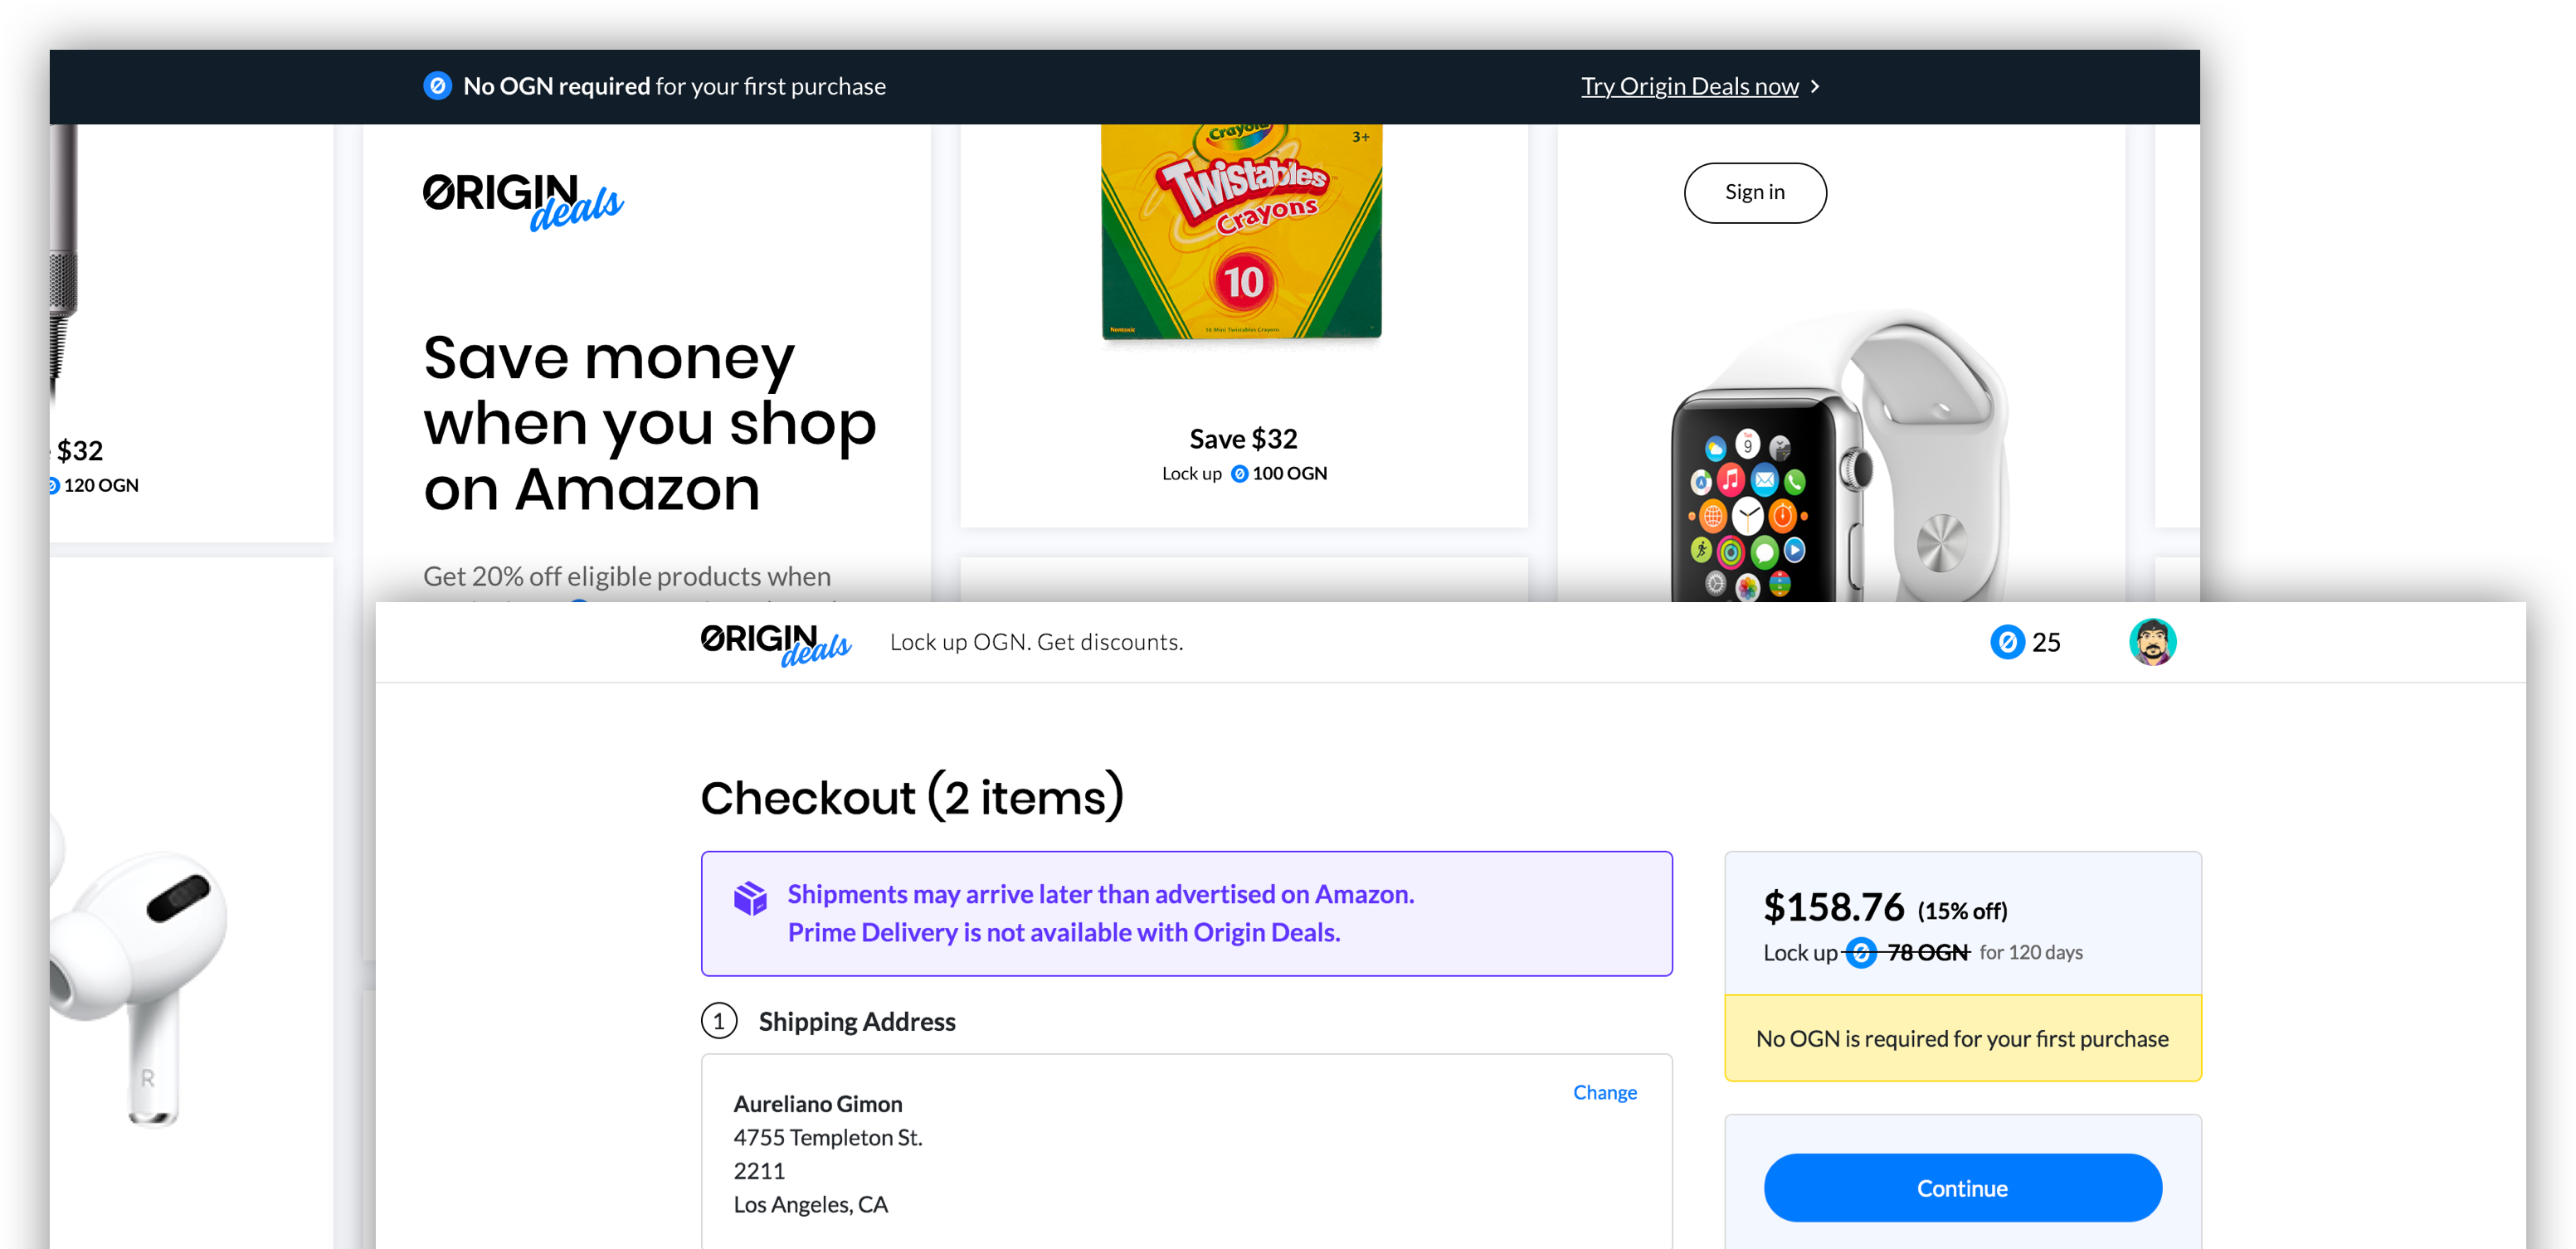 No OGN required for your first purchase
Try Origin Deals now
ORIGIN
deals
Crayola
3+
Twistables
Crayons
10
Nontoxic
Sign in
Save money
when you shop
on Amazon
$32
120 OGN
Save $32
Lock up 100 OGN
9
Get 20% off eligible products when
ORIGIN
deals
Lock up OGN. Get discounts.
25
Checkout (2 items)
Shipments may arrive later than advertised on Amazon.
Prime Delivery is not available with Origin Deals.
$158.76 (15% off)
Lock up 78 OGN for 120 days
No OGN is required for your first purchase
1 Shipping Address
Change
Aureliano Gimon
4755 Templeton St.
2211
Los Angeles, CA
Continue
R